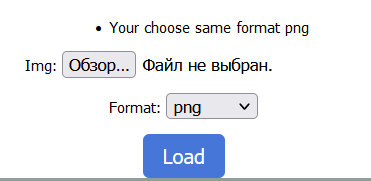 Your choose same format png
Img: Обзор... Файл не выбран.
Format: png
Load